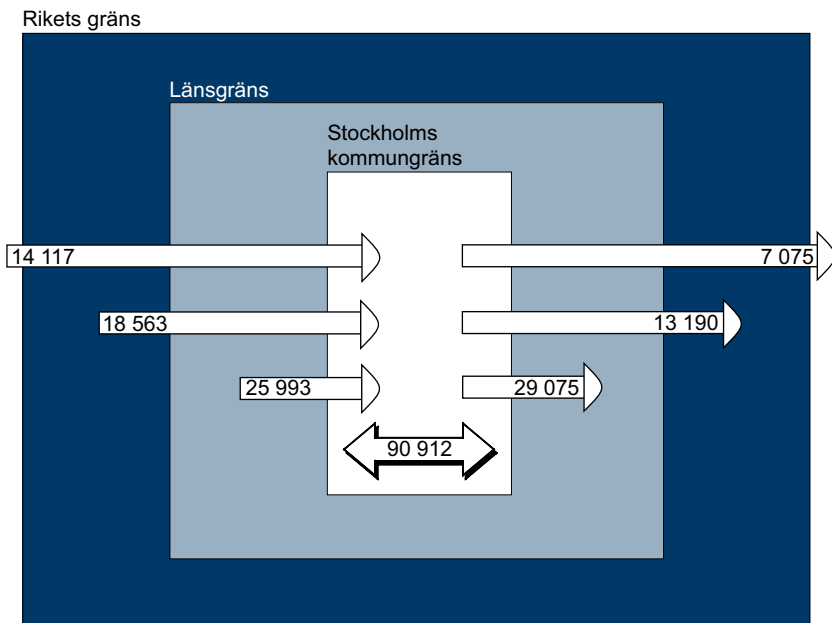 Rikets gräns
Länsgräns
Stockholms
kommungräns
14 117
7 075
18 563
13 190
25 993
29 075
90 912